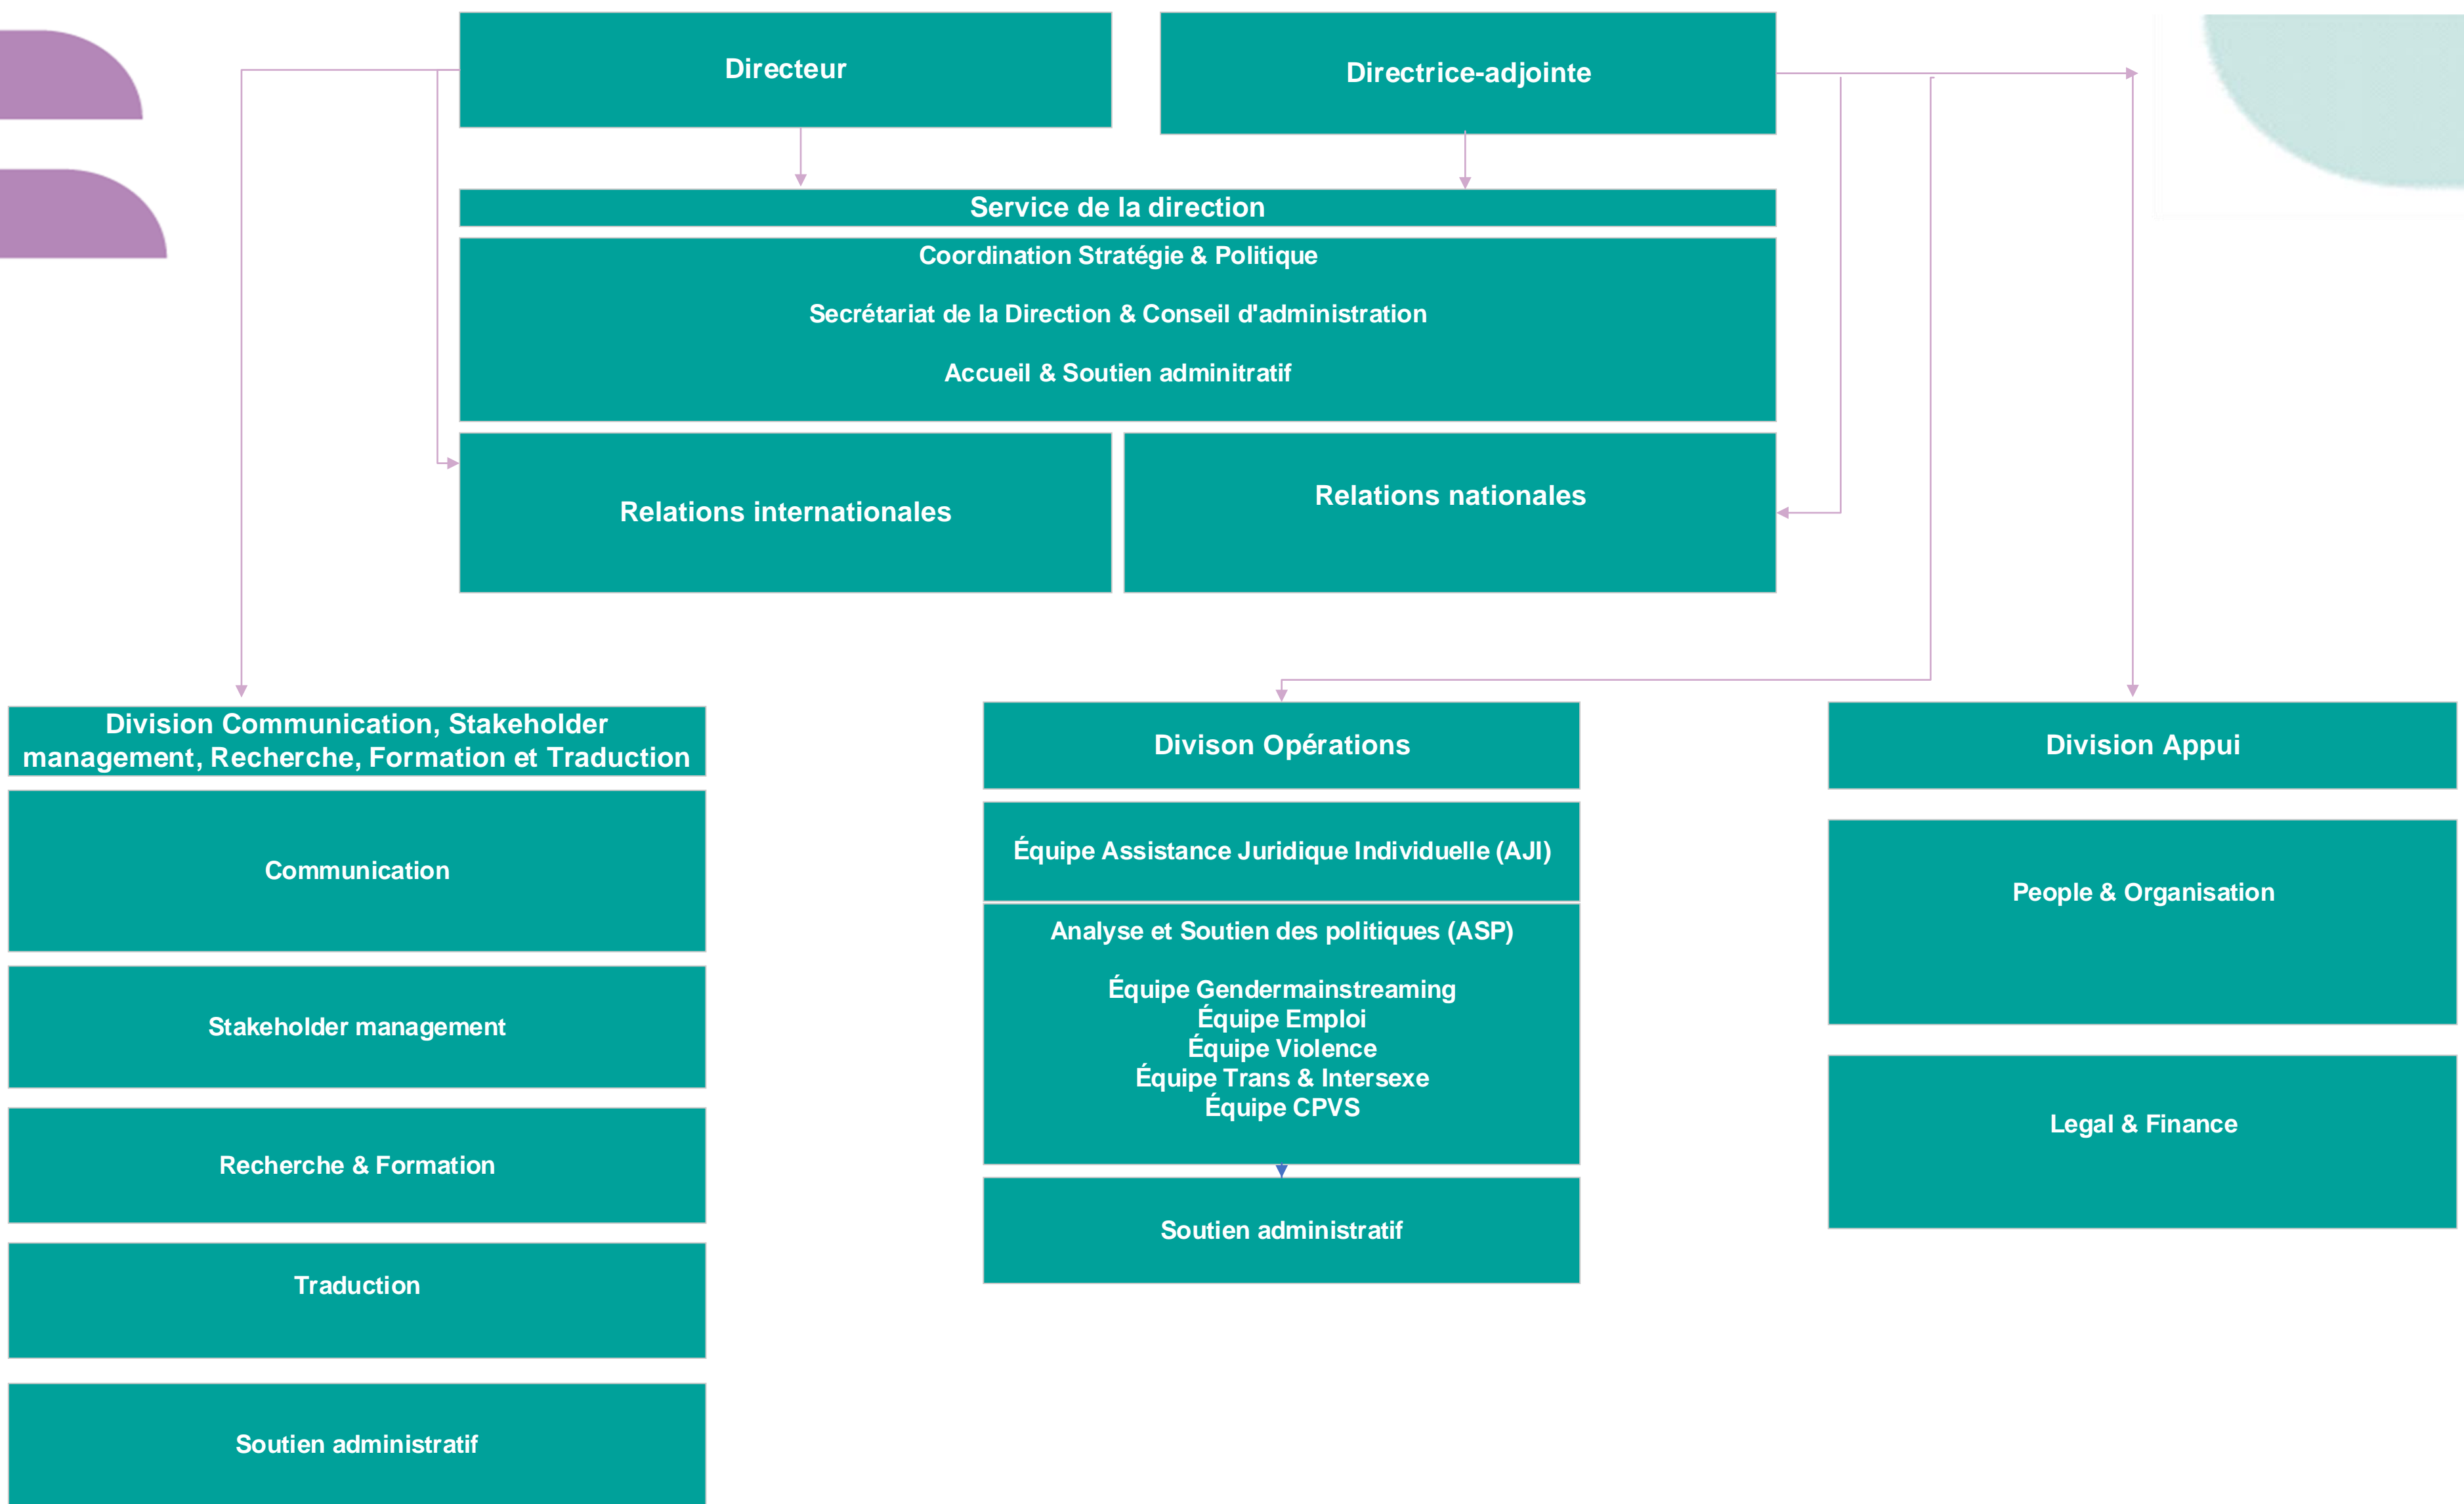 Directeur
Directrice-adjointe
Service de la direction
Coordination Stratégie & Politique
Secrétariat de la Direction & Conseil d'administration
Accueil & Soutien adminitratif
Relations internationales
Relations nationales
Division Communication, Stakeholder
management, Recherche, Formation et Traduction
Communication
Stakeholder management
Recherche & Formation
Traduction
Soutien administratif
Divison Opérations
Équipe Assistance Juridique Individuelle (AJI)
Analyse et Soutien des politiques (ASP)
Équipe Gendermainstreaming
Équipe Emploi
Équipe Violence
Équipe Trans & Intersexe
Équipe CPVS
Soutien administratif
Division Appui
People & Organisation
Legal & Finance